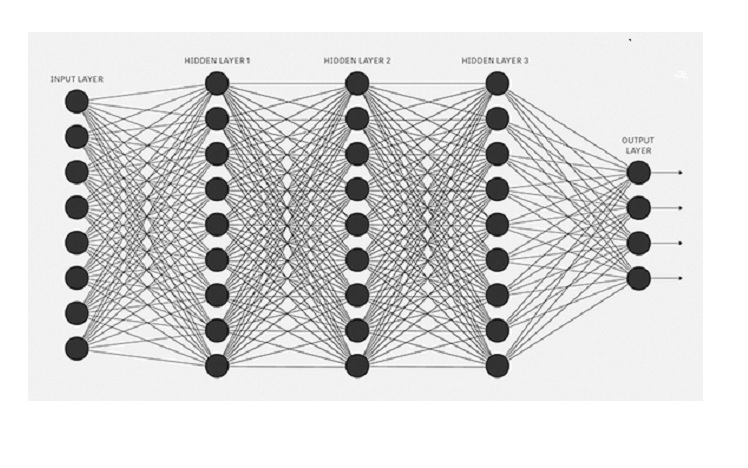 INPUT LAYER
HIDDEN LAYER 1
HIDDEN LAYER 2
HIDDEN LAYER 3
OUTPUT
LAYER